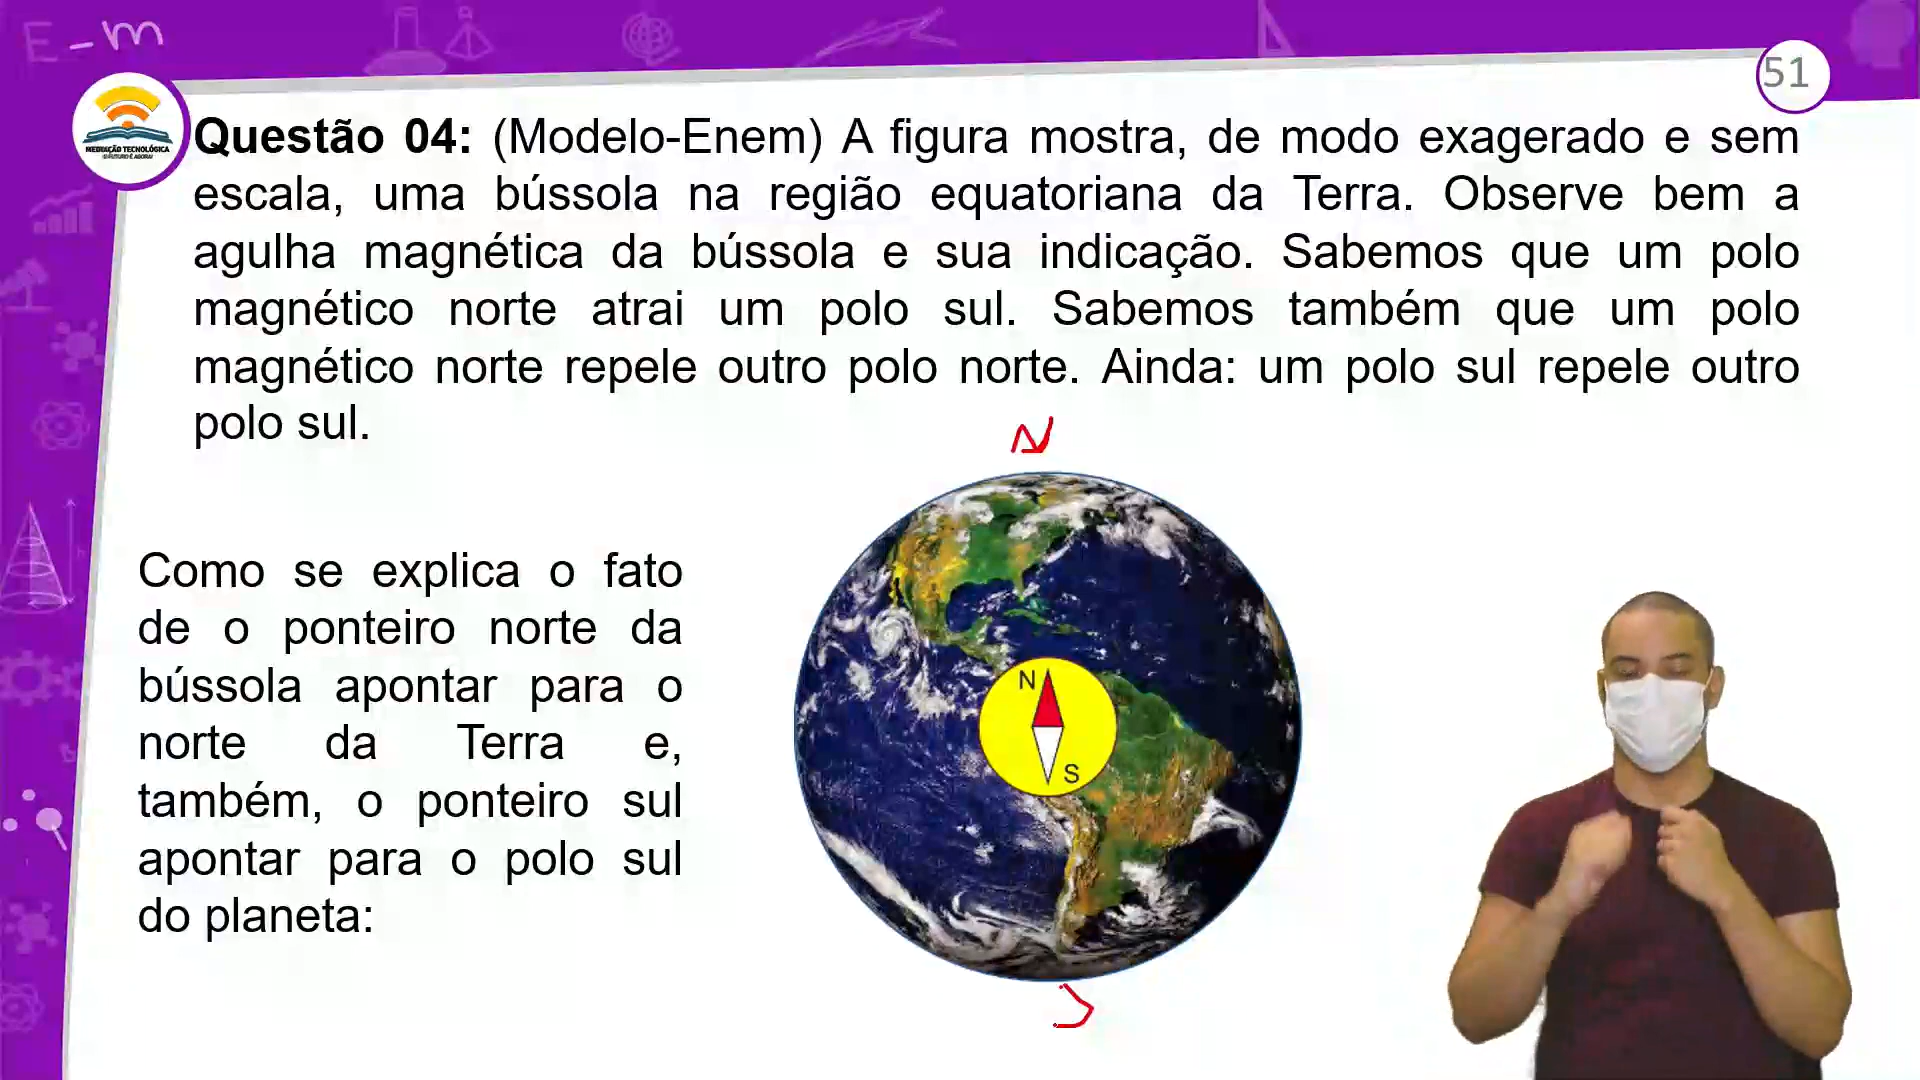 E-m
51
MEDIAÇÃO TECNOLÓGICA
O FUTURO É AGORA!
Questão 04: (Modelo-Enem) A figura mostra, de modo exagerado e sem
escala, uma bússola na região equatoriana da Terra. Observe bem a
agulha magnética da bússola e sua indicação. Sabemos que um polo
magnético norte atrai um polo sul. Sabemos também que um polo
magnético norte repele outro polo norte. Ainda: um polo sul repele outro
polo sul.
N
Como se explica o fato
de o ponteiro norte da
bússola apontar para o
norte da Terra e,
também, o ponteiro sul
apontar para o polo sul
do planeta:
N
S